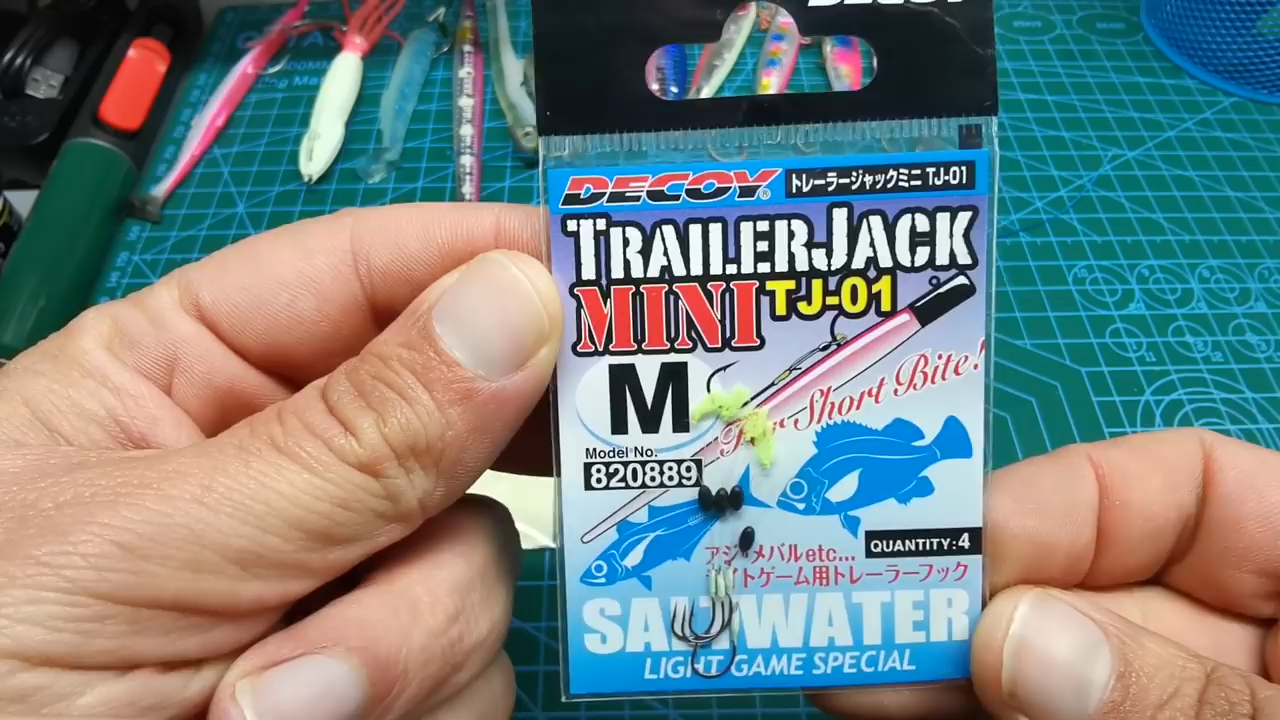 DECOY
DECOY®
トレーラージャックミニ TJ-01
TRAILERJACK
MINI TJ-01
M
Short Bite!
Model No.
820889
QUANTITY:4
アジ・メバルetc...
イトゲーム用トレーラーフック
SALTWATER
LIGHT GAME SPECIAL